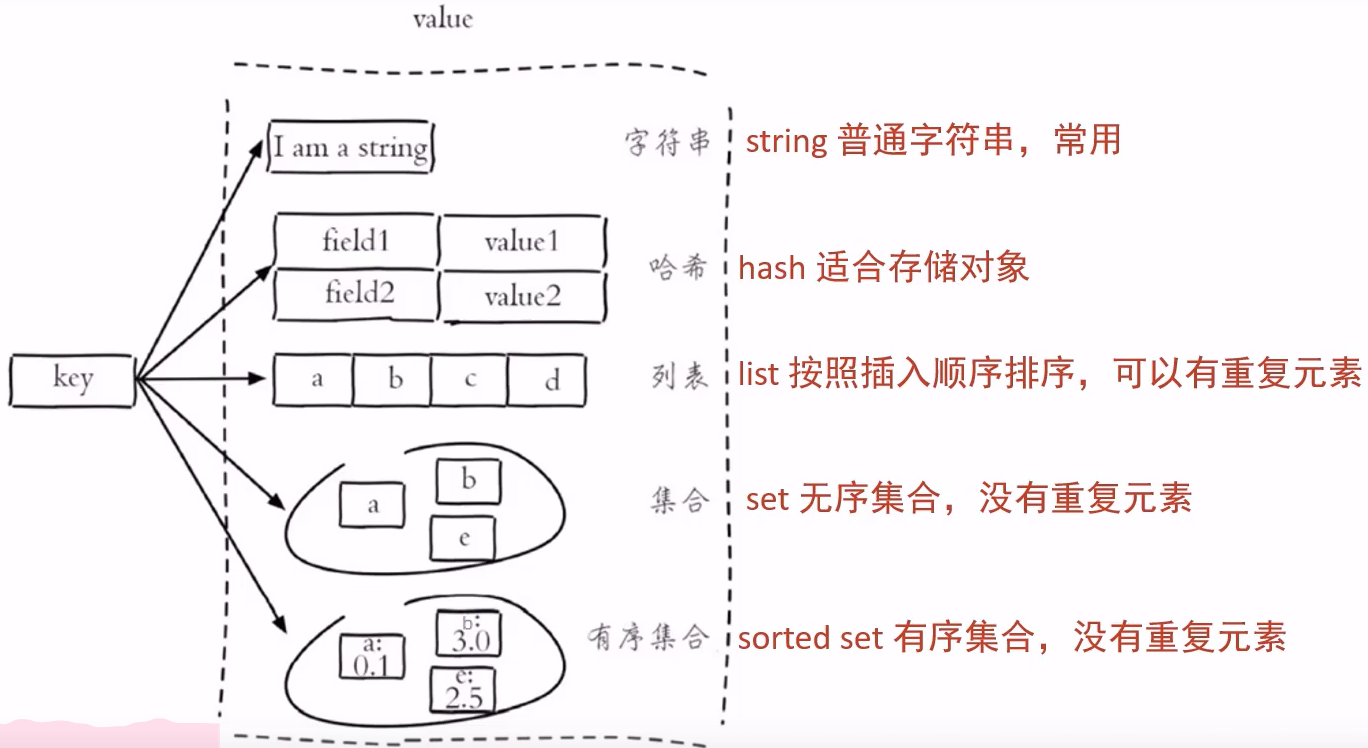 value
I am a string
字符串
string 普通字符串，常用
field1 value1
哈希
hash 适合存储对象
field2 value2
key
a b c d
列表
list 按照插入顺序排序，可以有重复元素
a
b
e
集合
set 无序集合，没有重复元素
a:
0.1
b:
3.0
e:
2.5
有序集合
sorted set 有序集合，没有重复元素